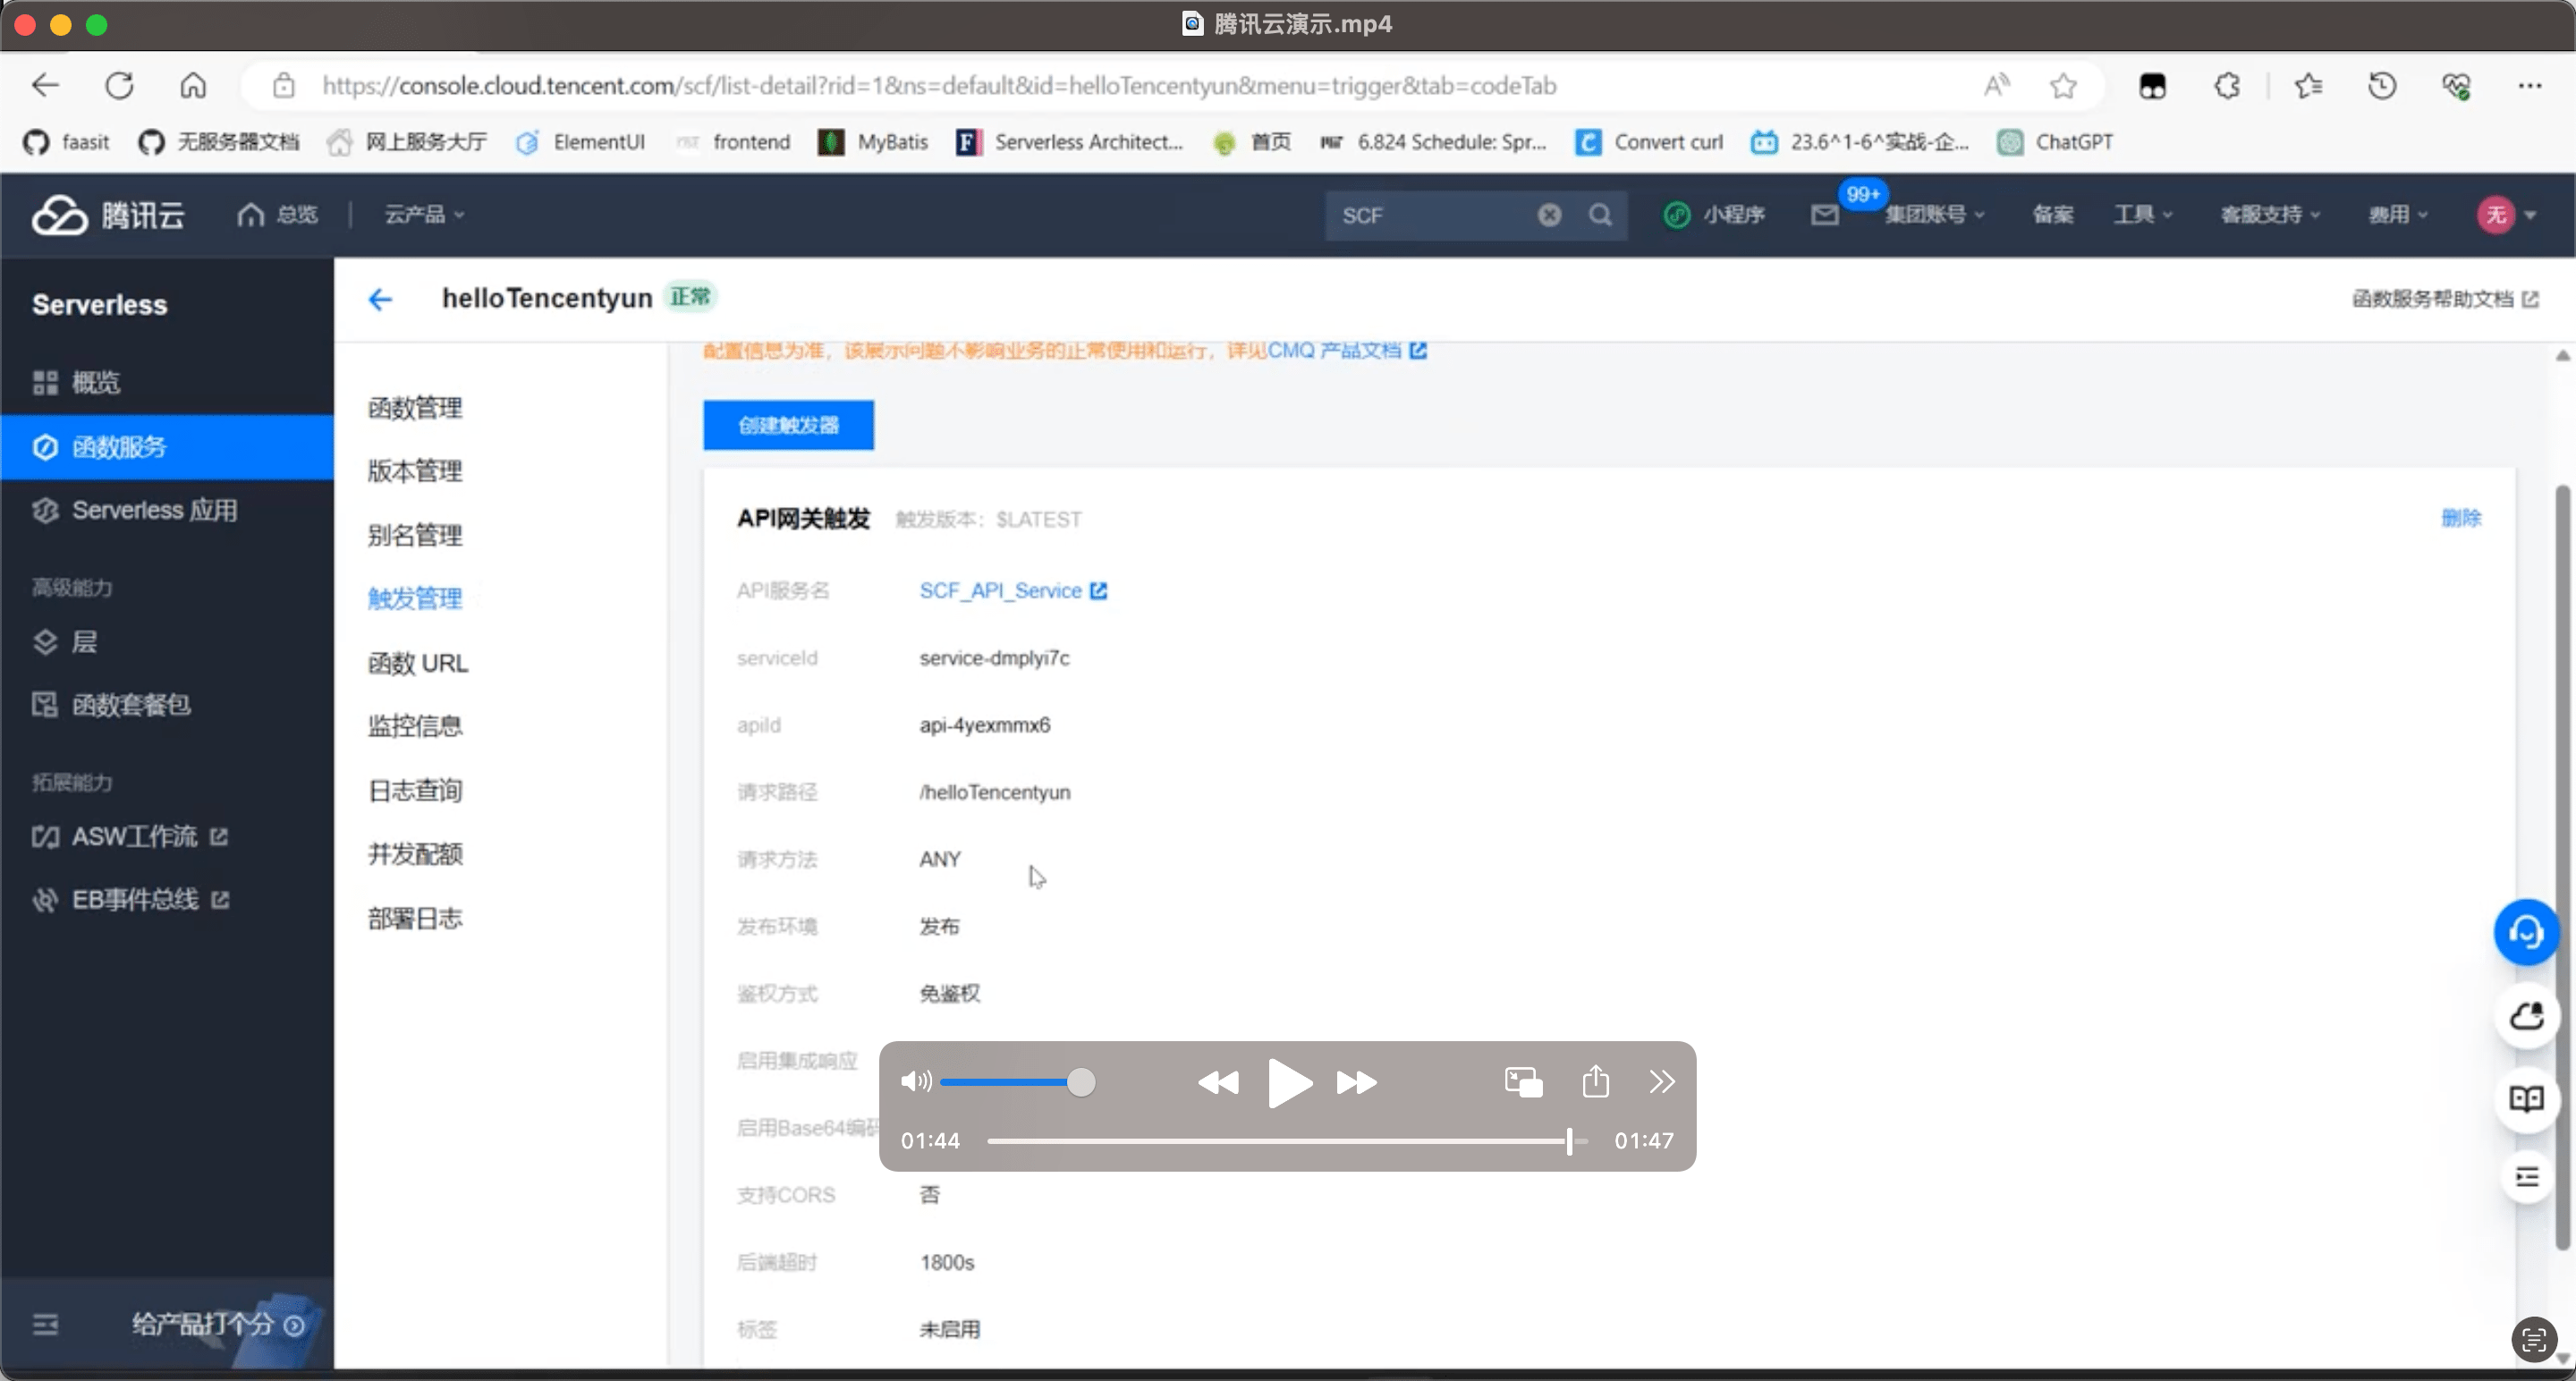 腾讯云演示.mp4
https://console.cloud.tencent.com/scf/list-detail?rid=1&ns=default&id=helloTencentyun&menu=trigger&tab=codeTab
faasit 无服务器文档 网上服务大厅 ElementUI frontend MyBatis Serverless Architect... 首页 6.824 Schedule: Spr... Convert curl 23.6^1-6^实战-企... ChatGPT
腾讯云 总览 云产品 SCF 小程序 99+ 集团账号 备案 工具 客服支持 费用 无
Serverless
概览
函数服务
Serverless 应用
高级能力
层
函数套餐包
拓展能力
ASW工作流
EB事件总线
给产品打个分
helloTencentyun 正常 函数服务帮助文档
函数管理
版本管理
别名管理
触发管理
函数 URL
监控信息
日志查询
并发配额
部署日志
配置信息为准，该展示问题不影响业务的正常使用和运行，详见CMQ 产品文档
创建触发器
API网关触发 触发版本：$LATEST 删除
API服务名 SCF_API_Service
serviceId service-dmplyi7c
apiId api-4yexmmx6
请求路径 /helloTencentyun
请求方法 ANY
发布环境 发布
鉴权方式 免鉴权
启用集成响应
启用Base64编码
01:44 01:47
支持CORS 否
后端超时 1800s
标签 未启用